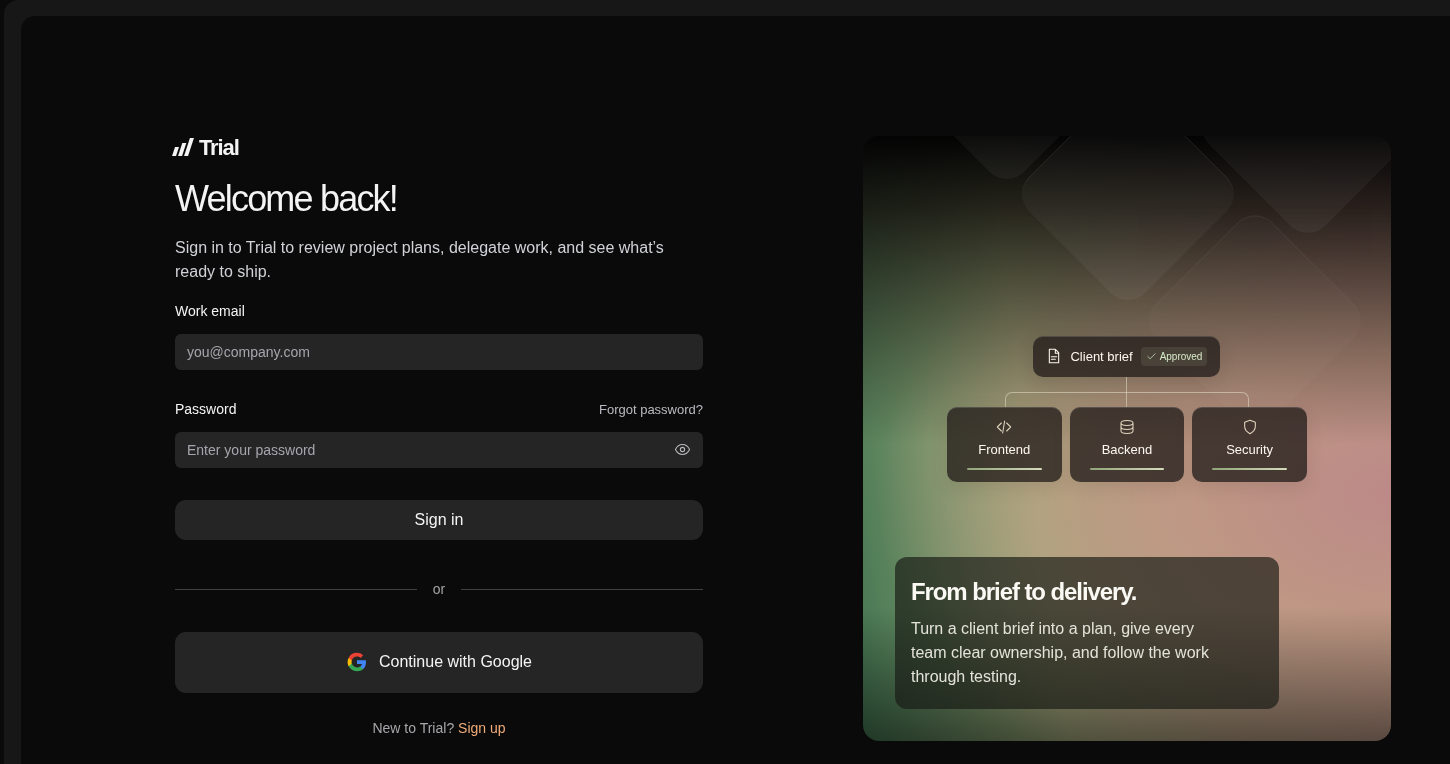 Trial
Welcome back!
Sign in to Trial to review project plans, delegate work, and see what's
ready to ship.
Work email
you@company.com
Password
Forgot password?
Enter your password
Sign in
or
Continue with Google
New to Trial? Sign up
Client brief
Approved
Frontend
Backend
Security
From brief to delivery.
Turn a client brief into a plan, give every
team clear ownership, and follow the work
through testing.